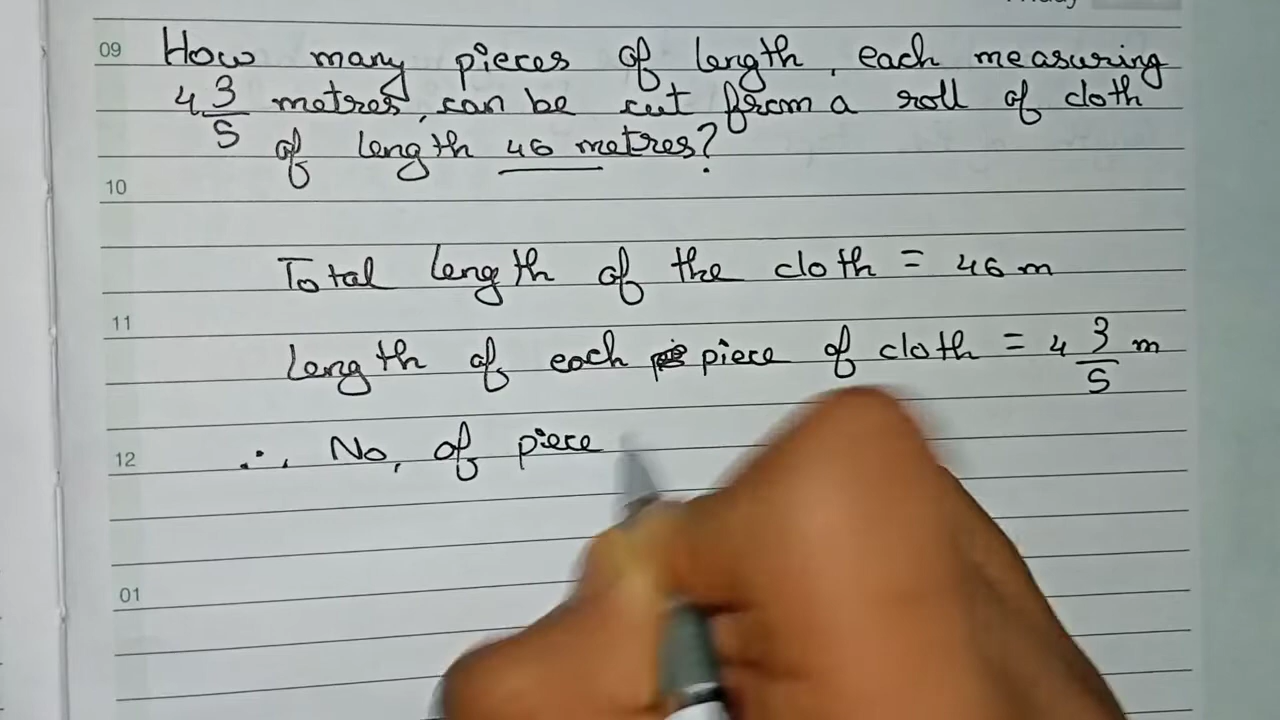 09 How many pieces of length, each measuring
4 3/5 metres, can be cut from a roll of cloth
of length 46 metres?
10
Total length of the cloth = 46 m
11
Length of each piece of cloth = 4 3/5 m
12 ∴ No. of piece
01